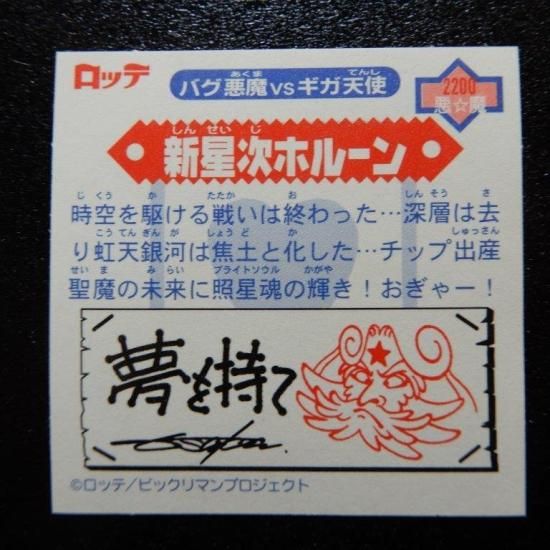 ロッテ
あくま てんし
バグ悪魔vsギガ天使
2200
悪☆魔
しん せい じ
新星次ホルーン
じくう か たたか お しんそう さ
時空を駆ける戦いは終わった…深層は去
こうてんぎんが しょうど か しゅっさん
り虹天銀河は焦土と化した…チップ出産
せいま みらい ブライトソウル かがや
聖魔の未来に照星魂の輝き！おぎゃー！
夢を持て
©ロッテ/ビックリマンプロジェクト